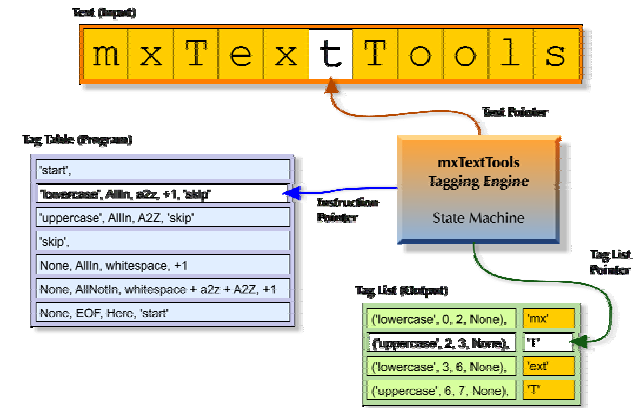 Text (Input)
m x T e x t T o o l s
Text Pointer
Tag Table (Program)
'start',
'lowercase', AllIn, a2z, +1, 'skip'
'uppercase', AllIn, A2Z, 'skip'
'skip',
None, AllIn, whitespace, +1
None, AllNotIn, whitespace + a2z + A2Z, +1
None, EOF, Here, 'start'
Instruction
Pointer
mxTextTools
Tagging Engine
State Machine
Tag List
Pointer
Tag List (Output)
('lowercase', 0, 2, None), 'mx'
('uppercase', 2, 3, None), 'T'
('lowercase', 3, 6, None), 'ext'
('uppercase', 6, 7, None), 'T'